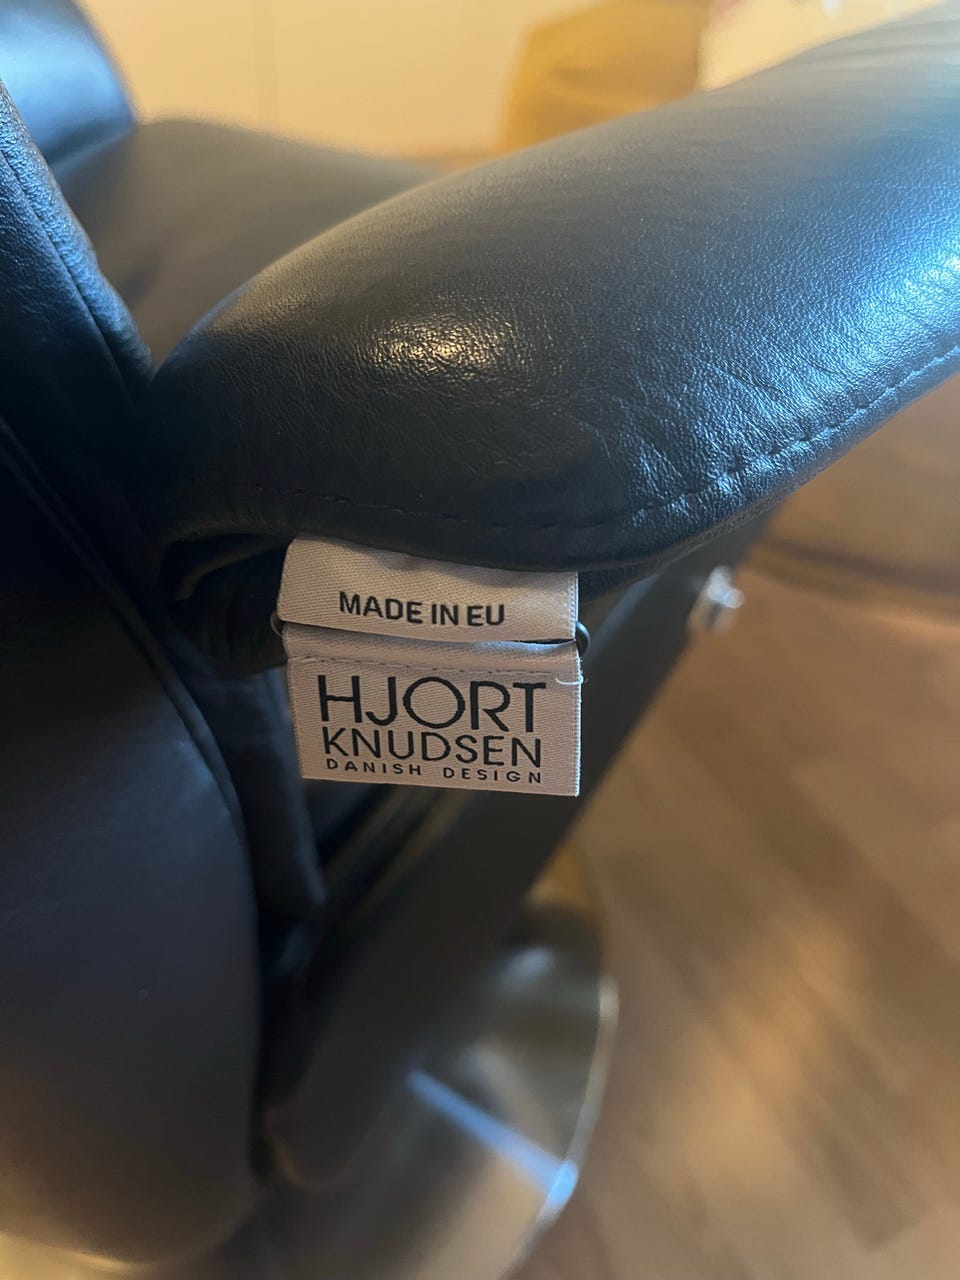 MADE IN EU
HJORT
KNUDSEN
DANISH DESIGN